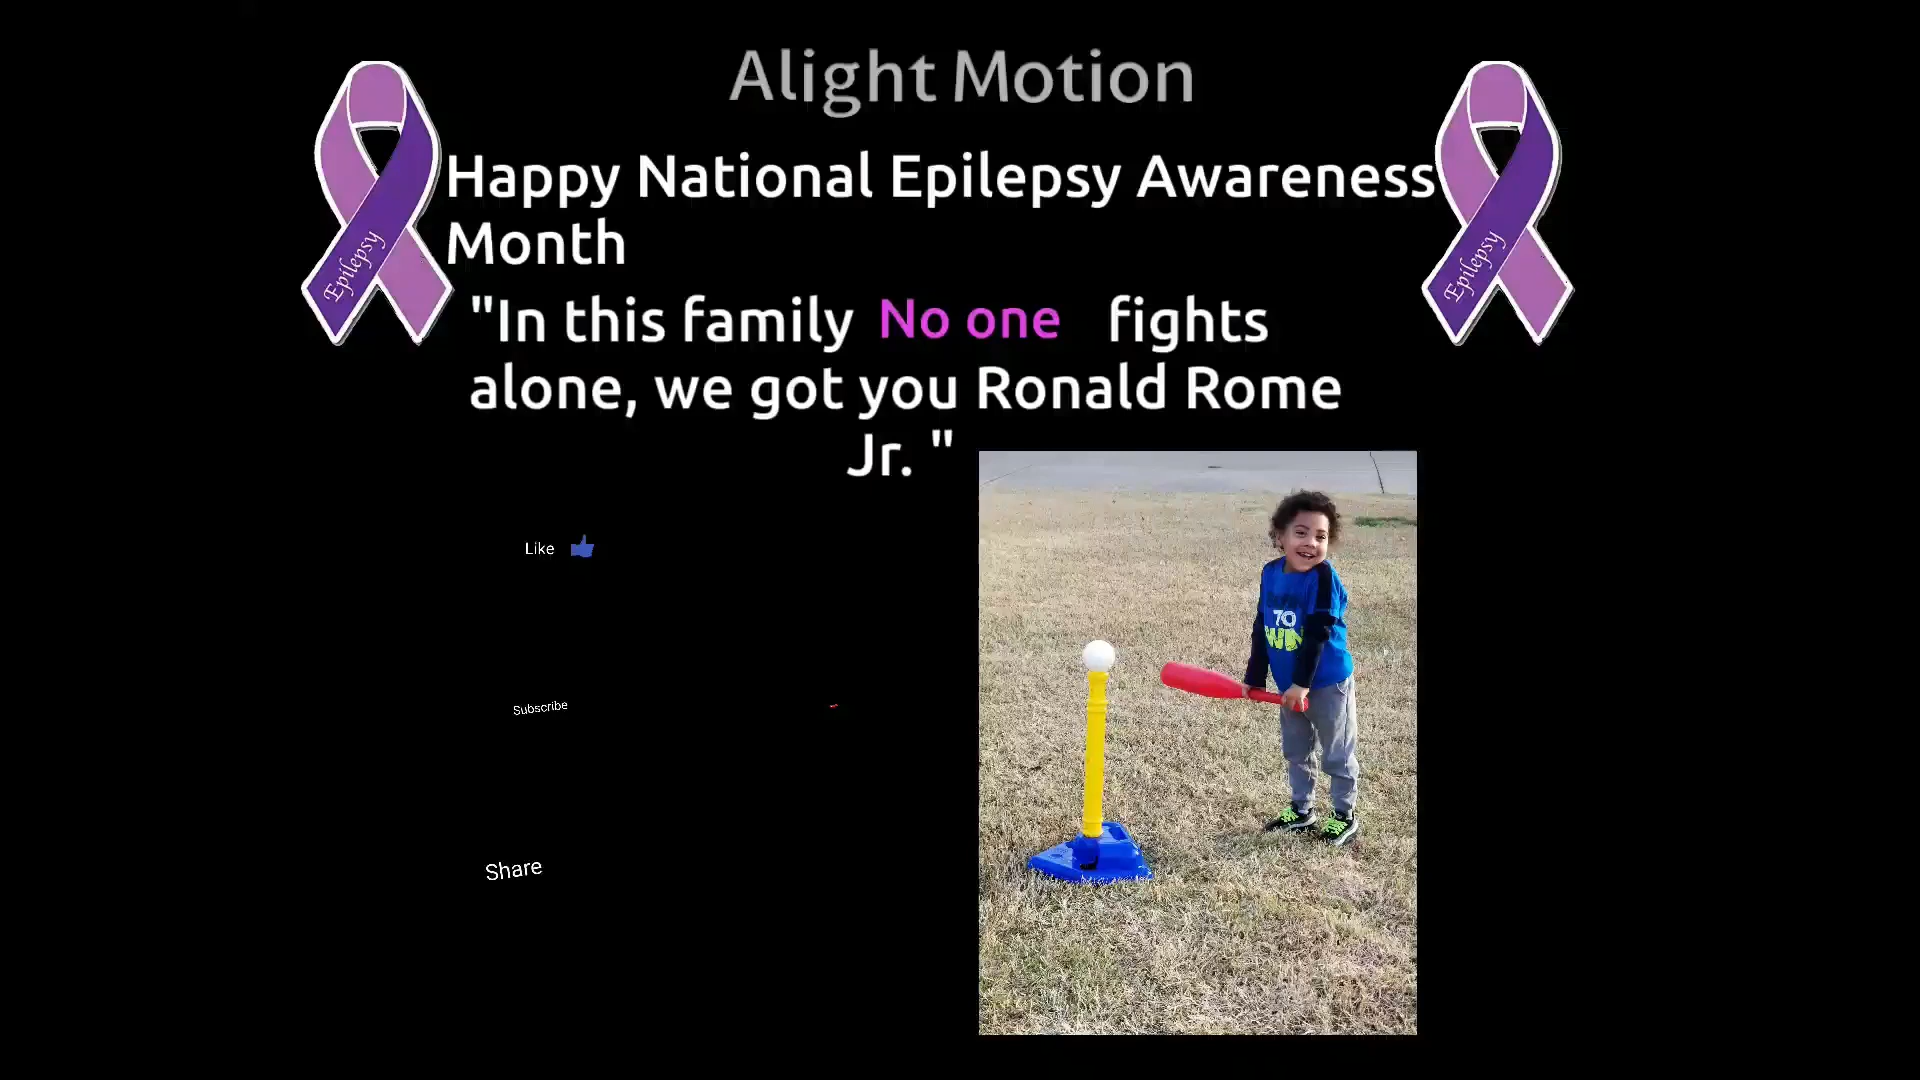 Alight Motion
Happy National Epilepsy Awareness
Month
"In this family No one fights
alone, we got you Ronald Rome
Jr. "
Epilepsy
Epilepsy
Like
Subscribe
Share
WIN